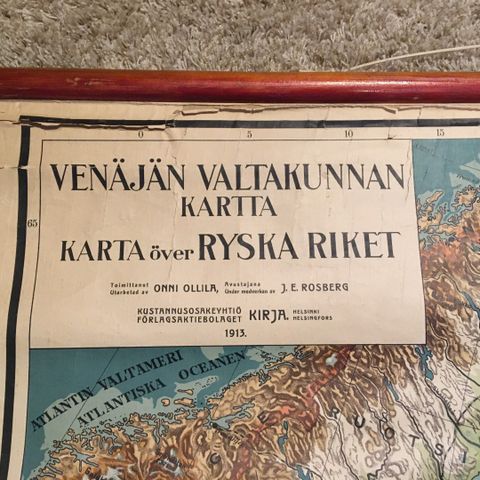 0 5 10 15
65
VENÄJÄN VALTAKUNNAN
KARTTA
KARTA över RYSKA RIKET
Toimittanut ONNI OLLILA, Avustajana J. E. ROSBERG
Utarbetad av Under medverkan av
KUSTANNUSOSAKEYHTIÖ KIRJA. HELSINKI
FÖRLAGSAKTIEBOLAGET HELSINGFORS
1913.
ATLANTIN VALTAMERI
ATLANTISKA OCEANEN
RUOTSI